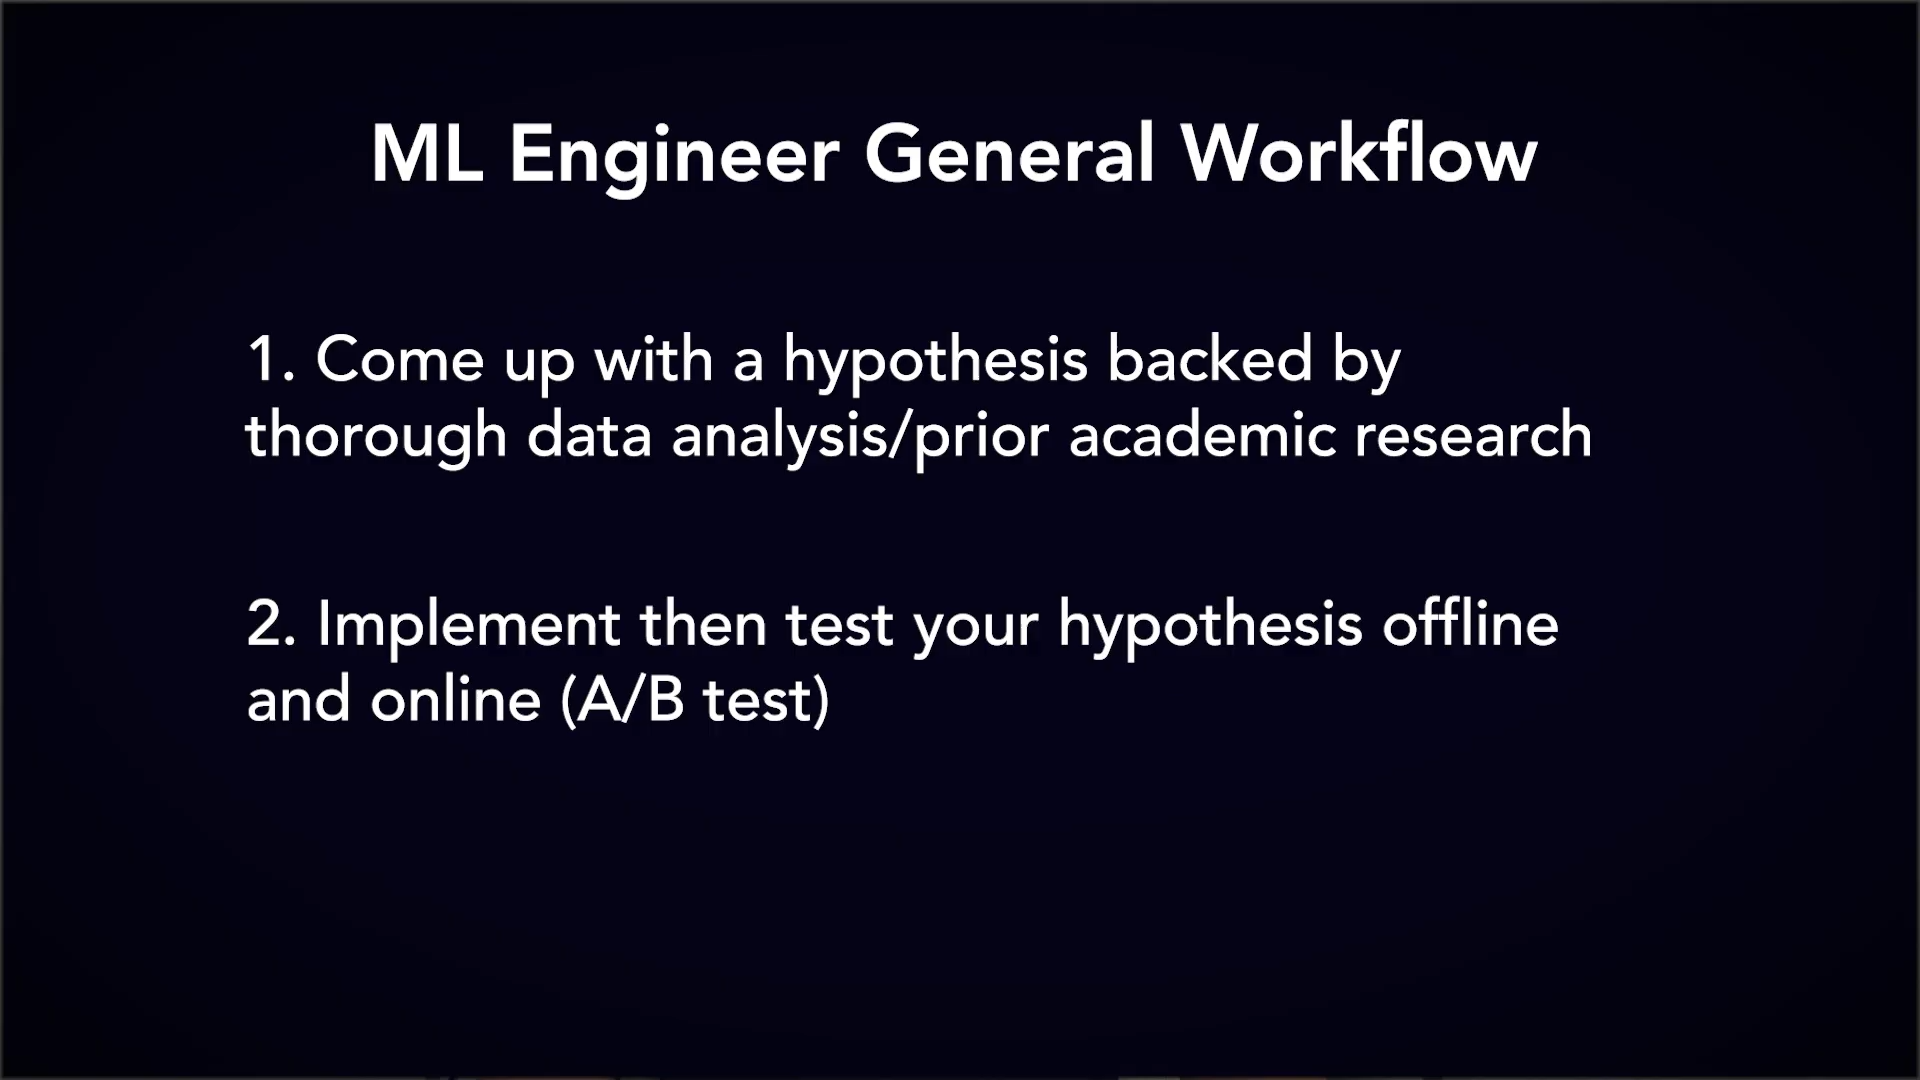 ML Engineer General Workflow
1. Come up with a hypothesis backed by
thorough data analysis/prior academic research
2. Implement then test your hypothesis offline
and online (A/B test)